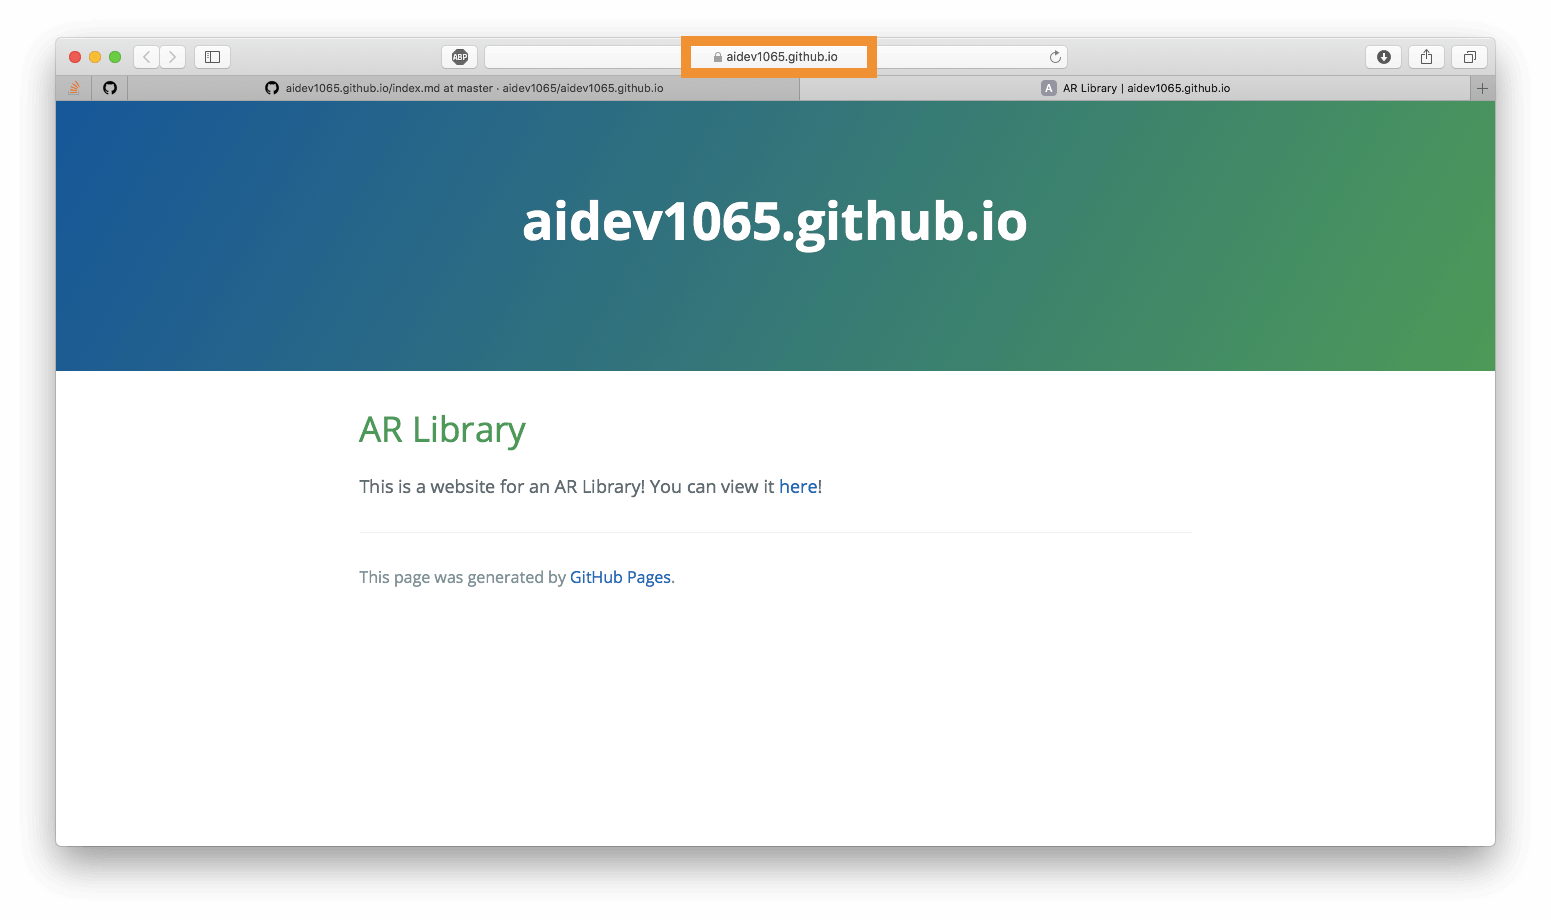 ABP
aidev1065.github.io
aidev1065.github.io/index.md at master · aidev1065/aidev1065.github.io
A AR Library | aidev1065.github.io
aidev1065.github.io
AR Library
This is a website for an AR Library! You can view it here!
This page was generated by GitHub Pages.